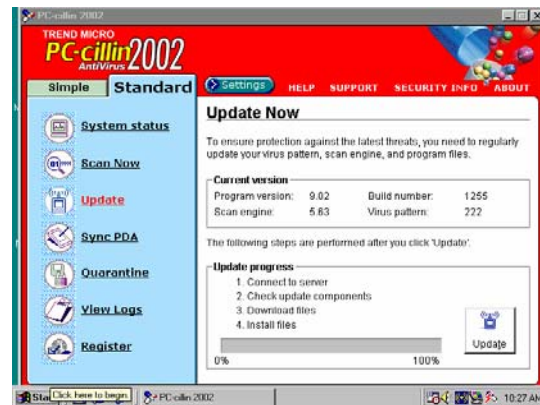 PC-cillin 2002
TREND MICRO
PC-cillin 2002
AntiVirus
Simple Standard
Settings HELP SUPPORT SECURITY INFO ABOUT
System status
Scan Now
Update
Sync PDA
Quarantine
View Logs
Register
Update Now
To ensure protection against the latest threats, you need to regularly
update your virus pattern, scan engine, and program files.
Current version
Program version: 9.02 Build number: 1255
Scan engine: 5.63 Virus pattern: 222
The following steps are performed after you click 'Update'.
Update progress
1. Connect to server
2. Check update components
3. Download files
4. Install files
0% 100%
Update
Click here to begin
PC-cillin 2002
10:27 AM